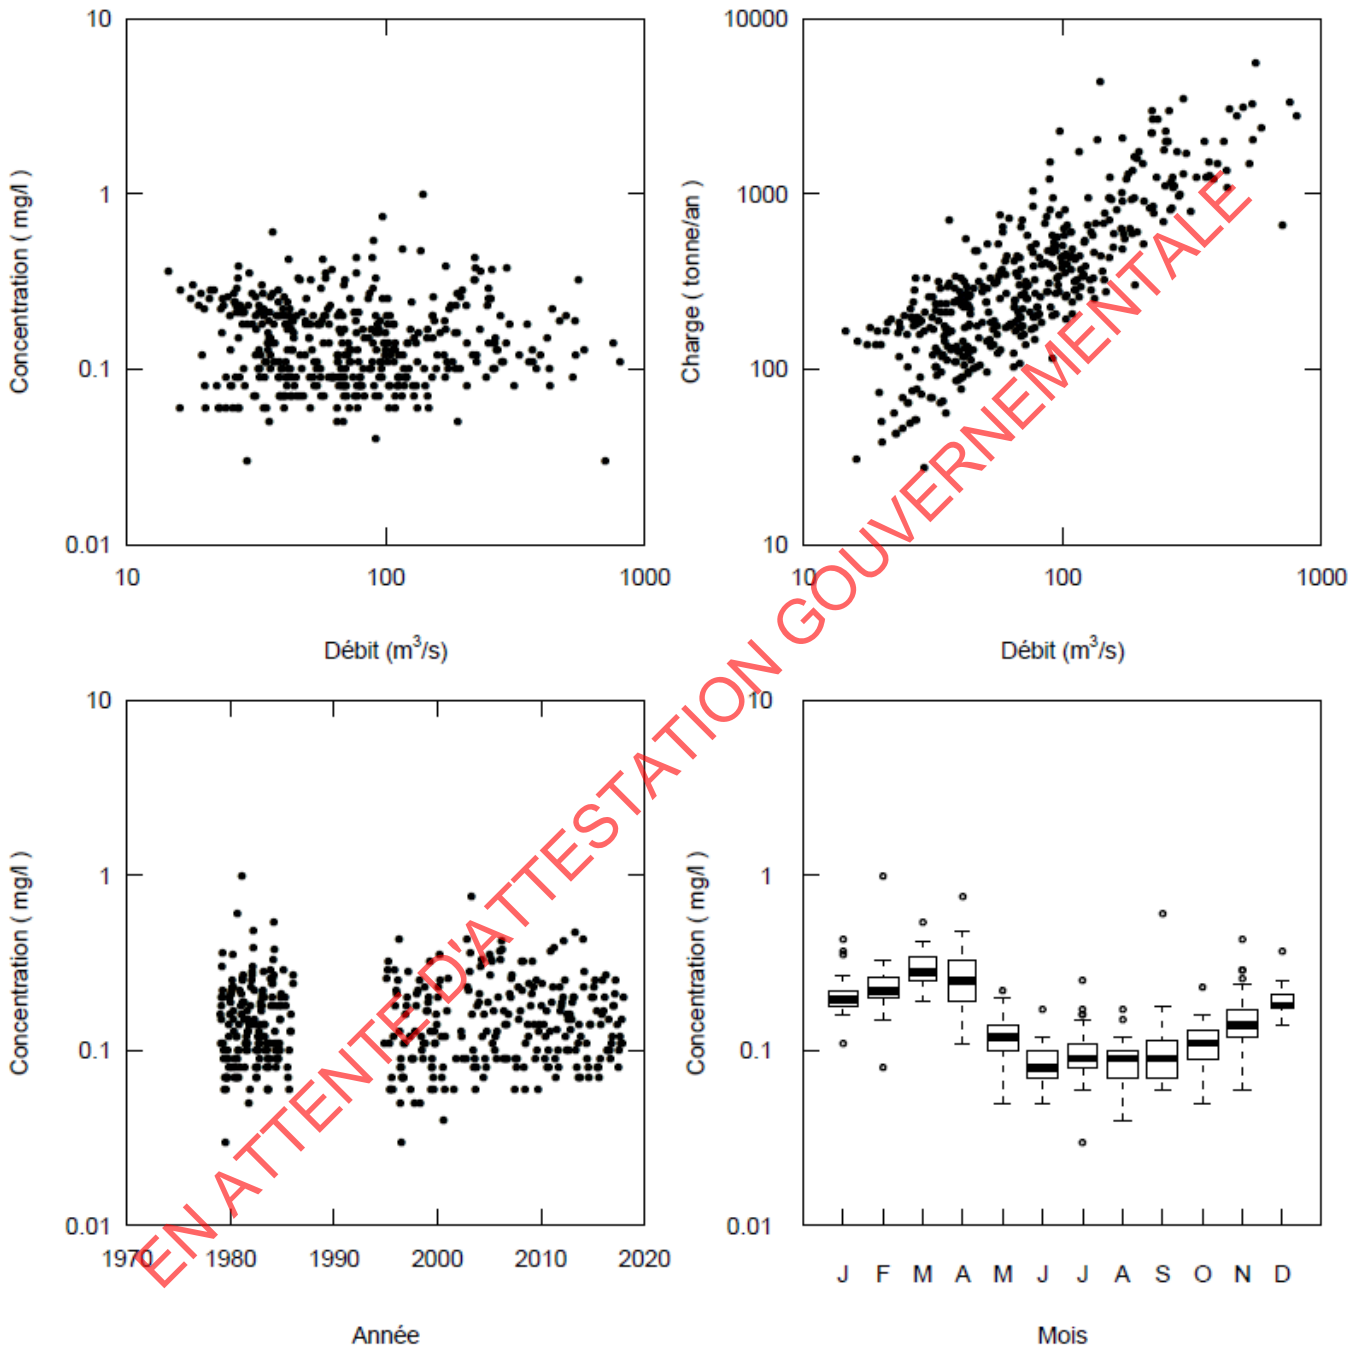 10
1
0.1
0.01
Concentration ( mg/l )
10
100
1000
Débit (m³/s)
10000
1000
100
10
Charge ( tonne/an )
10
100
1000
Débit (m³/s)
10
1
0.1
0.01
Concentration ( mg/l )
1970
1980
1990
2000
2010
2020
Année
10
1
0.1
0.01
Concentration ( mg/l )
J F M A M J J A S O N D
Mois
EN ATTENTE D'ATTESTATION GOUVERNEMENTALE